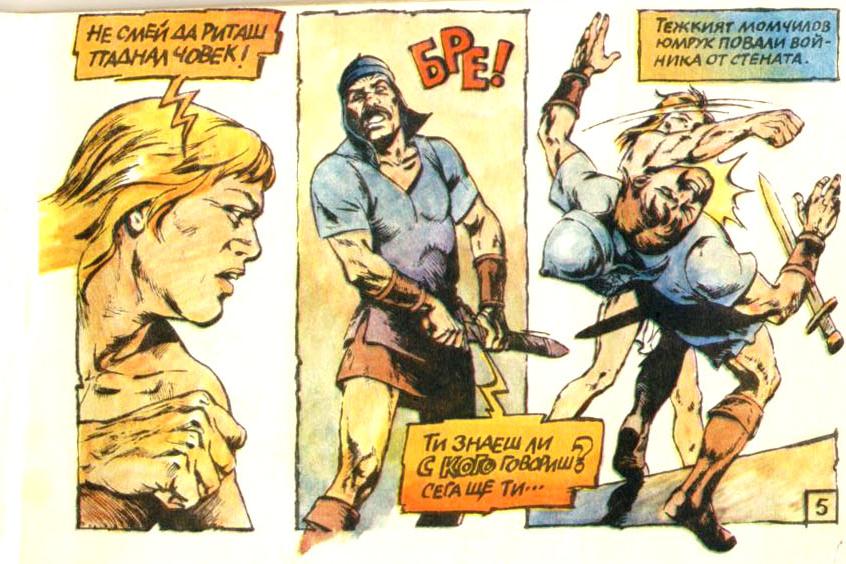 НЕ СМЕЙ ДА РИТАШ
ПАДНАЛ ЧОВЕК!
БРЕ!
ТИ ЗНАЕШ ЛИ
С КОГО ГОВОРИШ?
СЕГА ЩЕ ТИ...
ТЕЖКИЯТ МОМЧИЛОВ
ЮМРУК ПОВАЛИ ВОЙ-
НИКА ОТ СТЕНАТА.
5